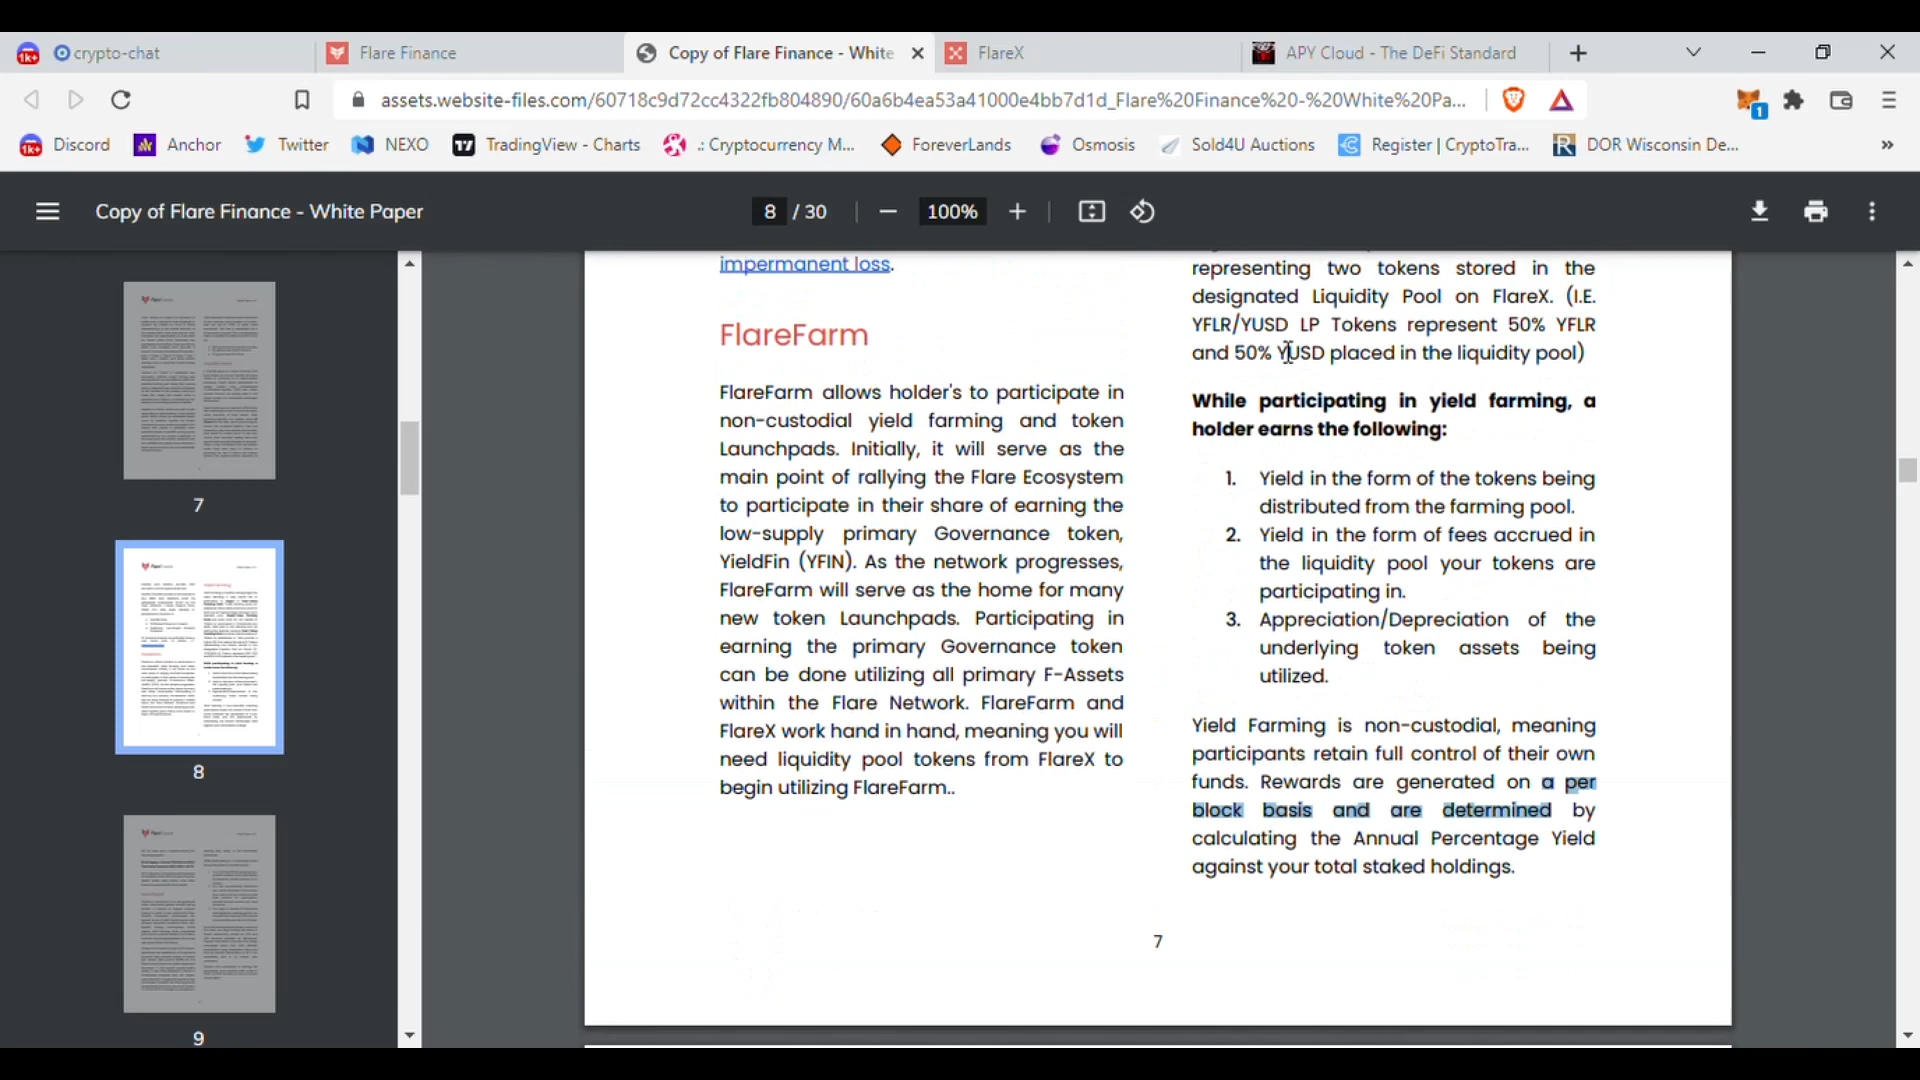 crypto-chat
Flare Finance
Copy of Flare Finance - White
FlareX
APY Cloud - The DeFi Standard
assets.website-files.com/60718c9d72cc4322fb804890/60a6b4ea53a41000e4bb7d1d_Flare%20Finance%20-%20White%20Pa...
1
1k+ Discord
Anchor
Twitter
NEXO
TradingView - Charts
.: Cryptocurrency M...
ForeverLands
Osmosis
Sold4U Auctions
Register | CryptoTra...
DOR Wisconsin De...
»
Copy of Flare Finance - White Paper
8 / 30
100%
7
8
9
impermanent loss.
FlareFarm
FlareFarm allows holder's to participate in
non-custodial yield farming and token
Launchpads. Initially, it will serve as the
main point of rallying the Flare Ecosystem
to participate in their share of earning the
low-supply primary Governance token,
YieldFin (YFIN). As the network progresses,
FlareFarm will serve as the home for many
new token Launchpads. Participating in
earning the primary Governance token
can be done utilizing all primary F-Assets
within the Flare Network. FlareFarm and
FlareX work hand in hand, meaning you will
need liquidity pool tokens from FlareX to
begin utilizing FlareFarm..
representing two tokens stored in the
designated Liquidity Pool on FlareX. (I.E.
YFLR/YUSD LP Tokens represent 50% YFLR
and 50% YUSD placed in the liquidity pool)
While participating in yield farming, a
holder earns the following:
1. Yield in the form of the tokens being
distributed from the farming pool.
2. Yield in the form of fees accrued in
the liquidity pool your tokens are
participating in.
3. Appreciation/Depreciation of the
underlying token assets being
utilized.
Yield Farming is non-custodial, meaning
participants retain full control of their own
funds. Rewards are generated on a per
block basis and are determined by
calculating the Annual Percentage Yield
against your total staked holdings.
7